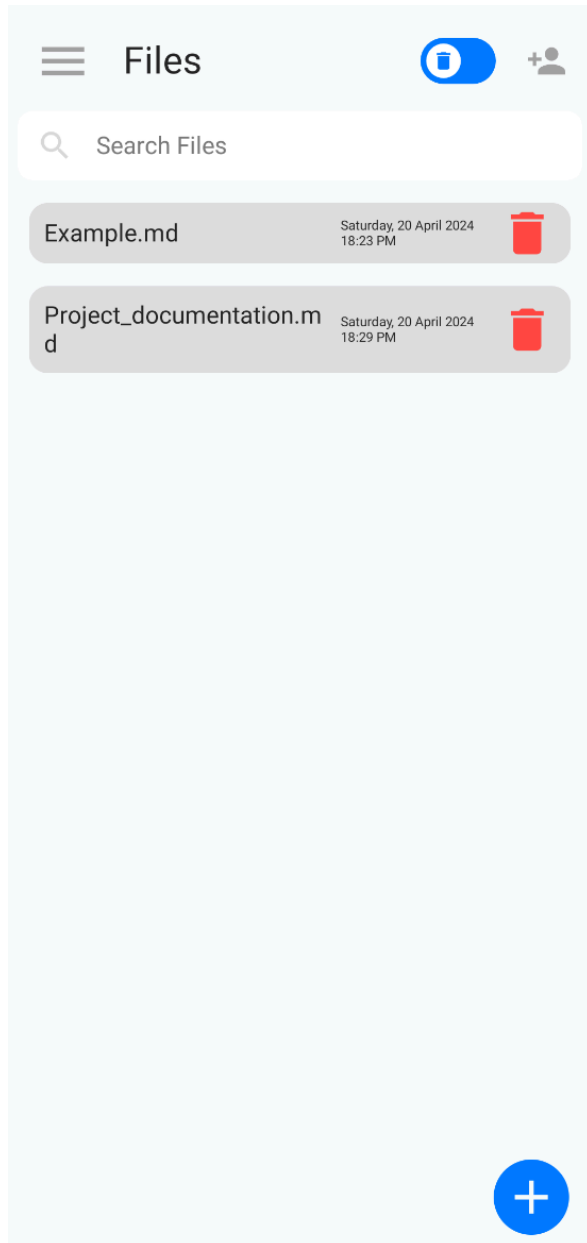 Files
Search Files
Example.md
Saturday, 20 April 2024
18:23 PM
Project_documentation.m
d
Saturday, 20 April 2024
18:29 PM